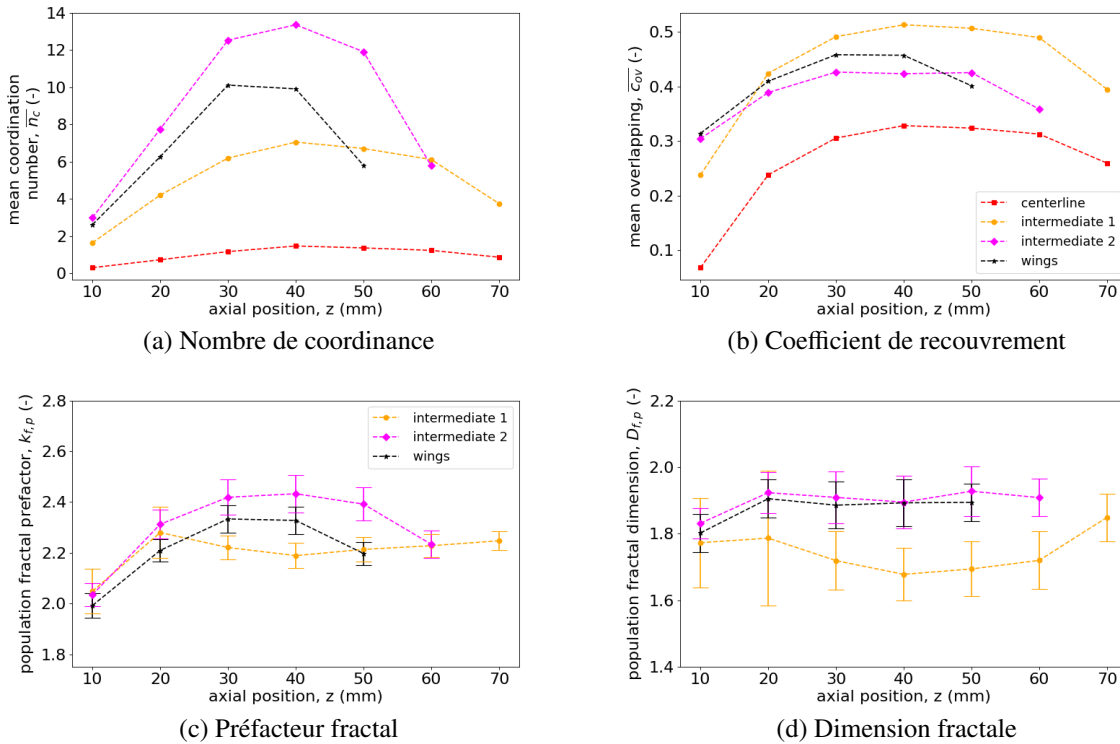 mean coordination
number, n̅c̅ (-)
14
12
10
8
6
4
2
0
10 20 30 40 50 60 70
axial position, z (mm)
(a) Nombre de coordinance
mean overlapping, c̅o̅v̅ (-)
0.5
0.4
0.3
0.2
0.1
centerline
intermediate 1
intermediate 2
wings
10 20 30 40 50 60 70
axial position, z (mm)
(b) Coefficient de recouvrement
population fractal prefactor, kf,p (-)
2.8
2.6
2.4
2.2
2.0
1.8
intermediate 1
intermediate 2
wings
10 20 30 40 50 60 70
axial position, z (mm)
(c) Préfacteur fractal
population fractal dimension, Df,p (-)
2.2
2.0
1.8
1.6
1.4
10 20 30 40 50 60 70
axial position, z (mm)
(d) Dimension fractale